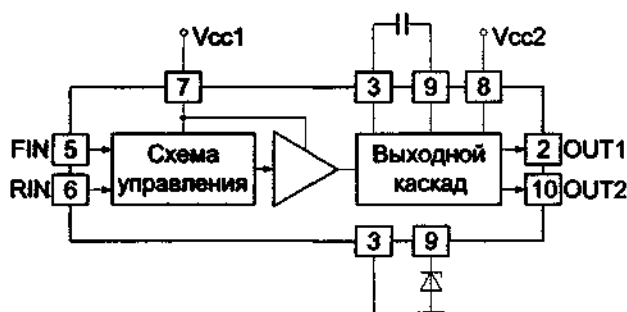 Vcc1
Vcc2
7
3
9
8
FIN 5
Схема
управления
Выходной
каскад
2 OUT1
RIN 6
10 OUT2
3
9